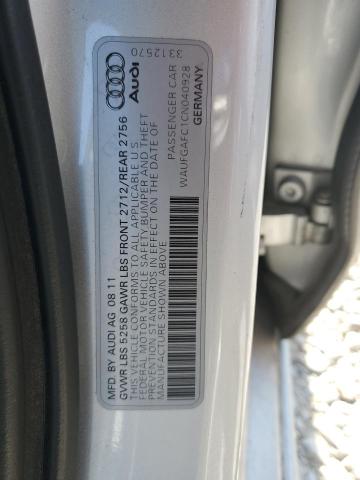 MFD BY AUDI AG 08 11
GVWR LBS 5258 GAWR LBS FRONT 2712/REAR 2756
THIS VEHICLE CONFORMS TO ALL APPLICABLE U S
FEDERAL MOTOR VEHICLE SAFETY BUMPER AND THEFT
PREVENTION STANDARDS IN EFFECT ON THE DATE OF
MANUFACTURE SHOWN ABOVE
PASSENGER CAR
WAUFGAFC1CN040928
GERMANY
Audi
3312570